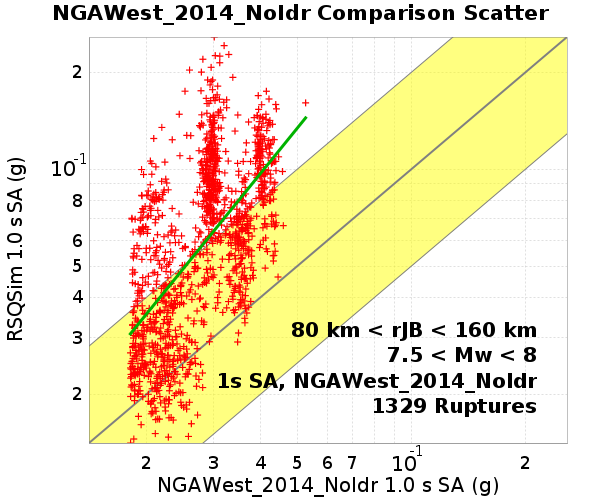 NGAWest_2014_NoIdr Comparison Scatter
RSQSim 1.0 s SA (g)
2
10-1
8
6
5
4
3
2
80 km < rJB < 160 km
7.5 < Mw < 8
1s SA, NGAWest_2014_NoIdr
1329 Ruptures
2 3 4 5 6 7 10-1 2
NGAWest_2014_NoIdr 1.0 s SA (g)